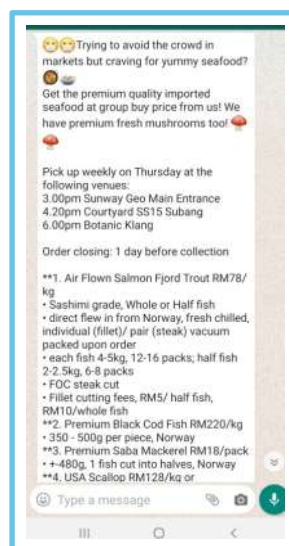 😷😷Trying to avoid the crowd in
markets but craving for yummy seafood?
🥘🍚
Get the premium quality imported
seafood at group buy price from us! We
have premium fresh mushrooms too! 🍄
🍄
Pick up weekly on Thursday at the
following venues:
3.00pm Sunway Geo Main Entrance
4.20pm Courtyard SS15 Subang
6.00pm Botanic Klang
Order closing: 1 day before collection
**1. Air Flown Salmon Fjord Trout RM78/
kg
• Sashimi grade, Whole or Half fish
• direct flew in from Norway, fresh chilled,
individual (fillet)/ pair (steak) vacuum
packed upon order
• each fish 4-5kg, 12-16 packs; half fish
2-2.5kg, 6-8 packs
• FOC steak cut
• Fillet cutting fees, RM5/ half fish,
RM10/whole fish
**2. Premium Black Cod Fish RM220/kg
• 350 - 500g per piece, Norway
**3. Premium Saba Mackerel RM18/pack
• +-480g, 1 fish cut into halves, Norway
**4. USA Scallop RM128/kg or
Type a message